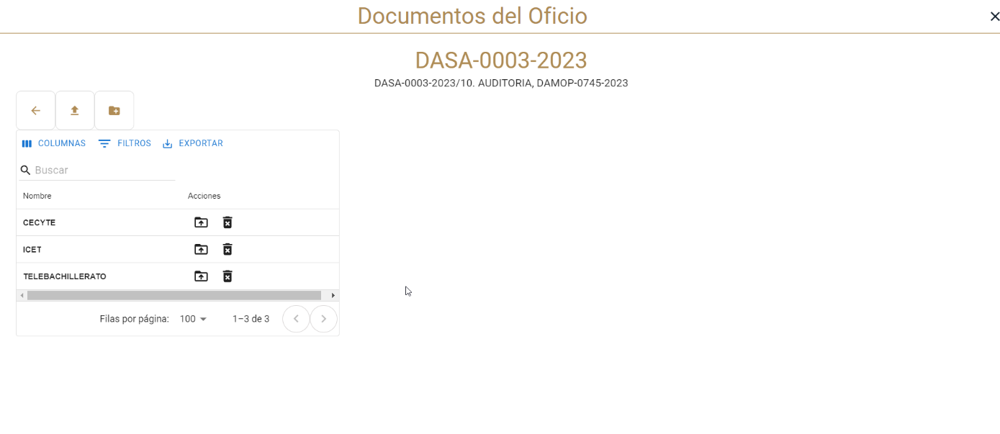 Documentos del Oficio
DASA-0003-2023
DASA-0003-2023/10. AUDITORIA, DAMOP-0745-2023
COLUMNAS FILTROS EXPORTAR
Buscar
Nombre Acciones
CECYTE
ICET
TELEBACHILLERATO
Filas por página: 100 1–3 de 3